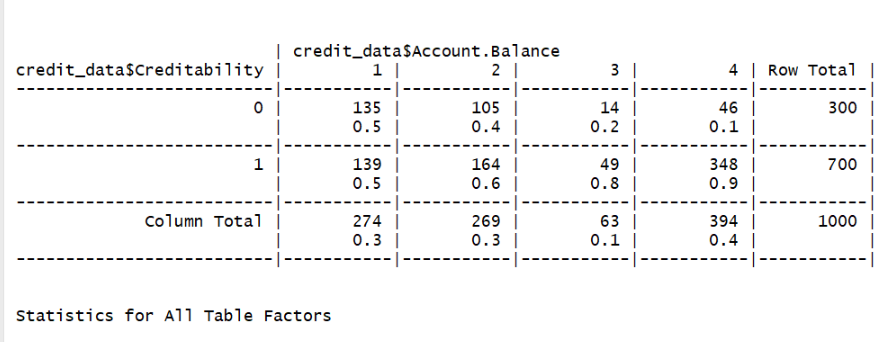 | credit_data$Account.Balance
credit_data$Creditability | 1 | 2 | 3 | 4 | Row Total |
--------------------------|-----------|-----------|-----------|-----------|-----------|
0 | 135 | 105 | 14 | 46 | 300 |
| 0.5 | 0.4 | 0.2 | 0.1 | |
--------------------------|-----------|-----------|-----------|-----------|-----------|
1 | 139 | 164 | 49 | 348 | 700 |
| 0.5 | 0.6 | 0.8 | 0.9 | |
--------------------------|-----------|-----------|-----------|-----------|-----------|
Column Total | 274 | 269 | 63 | 394 | 1000 |
| 0.3 | 0.3 | 0.1 | 0.4 | |
--------------------------|-----------|-----------|-----------|-----------|-----------|
Statistics for All Table Factors